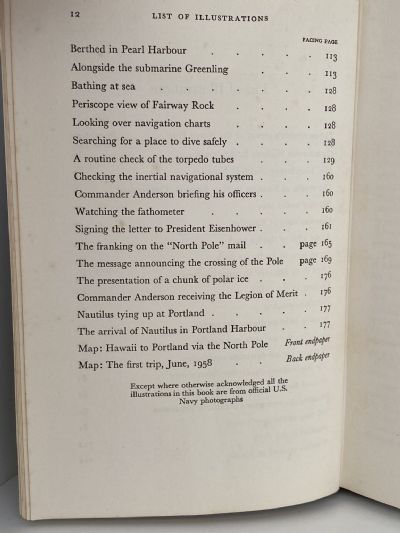 12 LIST OF ILLUSTRATIONS
FACING PAGE
Berthed in Pearl Harbour . . . . . 113
Alongside the submarine Greenling . . . 113
Bathing at sea . . . . . . 128
Periscope view of Fairway Rock . . . . 128
Looking over navigation charts . . . . 128
Searching for a place to dive safely . . . . 128
A routine check of the torpedo tubes . . . 129
Checking the inertial navigational system . . . 160
Commander Anderson briefing his officers . . . 160
Watching the fathometer . . . . . 160
Signing the letter to President Eisenhower . . . 161
The franking on the "North Pole" mail . . page 165
The message announcing the crossing of the Pole page 169
The presentation of a chunk of polar ice . . . 176
Commander Anderson receiving the Legion of Merit . 176
Nautilus tying up at Portland . . . . . 177
The arrival of Nautilus in Portland Harbour . . 177
Map: Hawaii to Portland via the North Pole Front endpaper
Map: The first trip, June, 1958 . . Back endpaper
Except where otherwise acknowledged all the
illustrations in this book are from official U.S.
Navy photographs